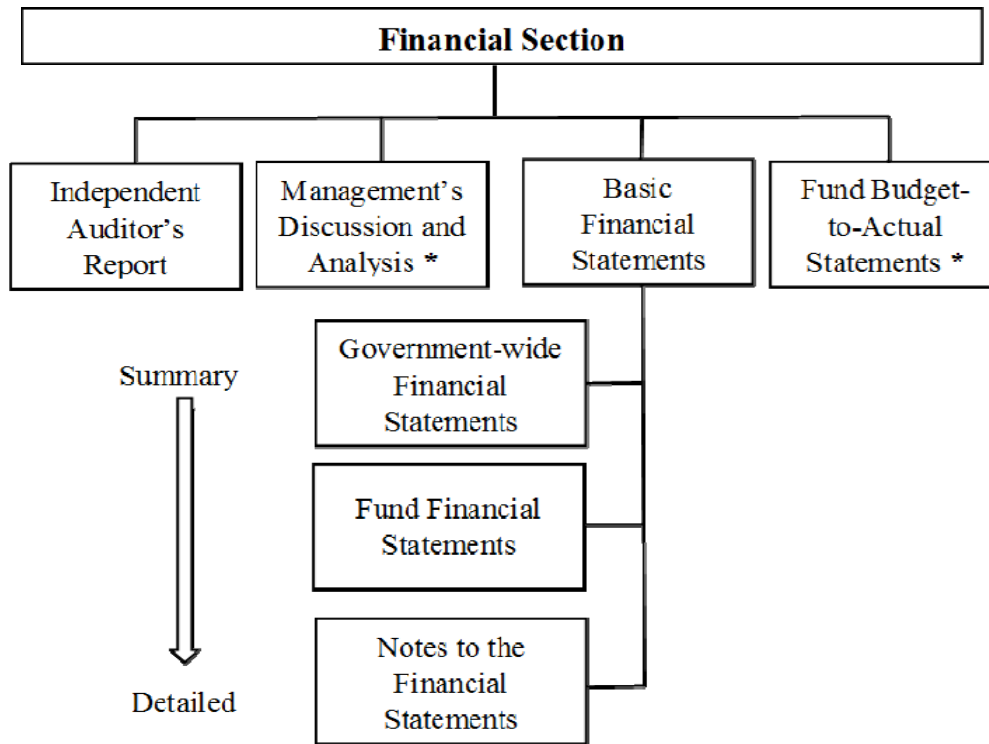 Financial Section
Independent
Auditor's
Report
Management's
Discussion and
Analysis *
Basic
Financial
Statements
Fund Budget-
to-Actual
Statements *
Government-wide
Financial
Statements
Summary
Fund Financial
Statements
Notes to the
Financial
Statements
Detailed